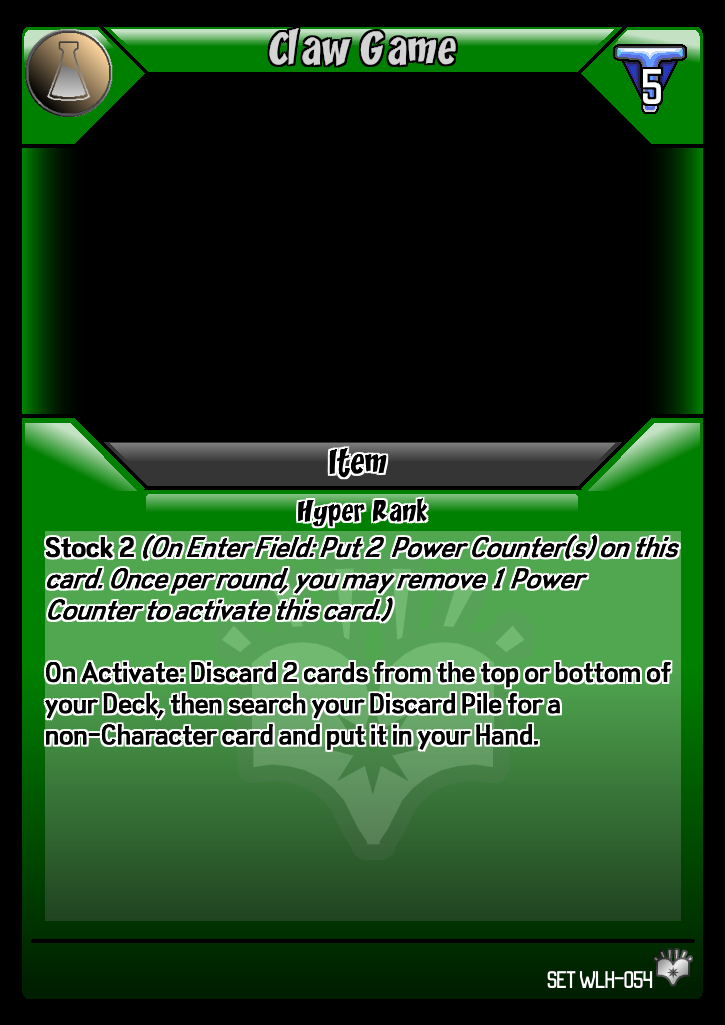 Claw Game
5
Item
Hyper Rank
Stock 2 (On Enter Field: Put 2 Power Counter(s) on this
card. Once per round, you may remove 1 Power
Counter to activate this card.)
On Activate: Discard 2 cards from the top or bottom of
your Deck, then search your Discard Pile for a
non-Character card and put it in your Hand.
SET WLH-054